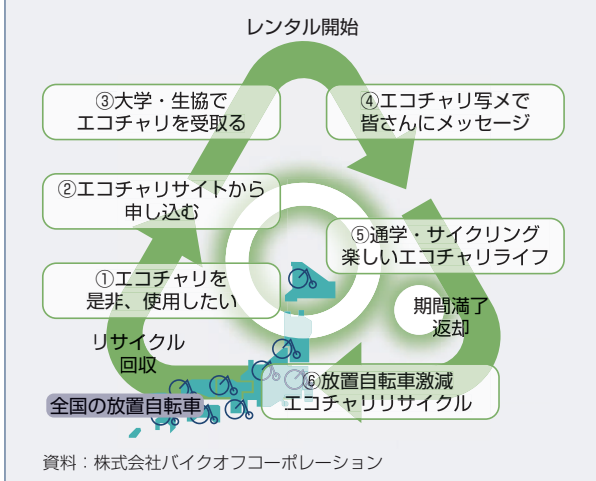 レンタル開始
③大学・生協で
エコチャリを受取る
④エコチャリ写メで
皆さんにメッセージ
②エコチャリサイトから
申し込む
⑤通学・サイクリング
楽しいエコチャリライフ
①エコチャリを
是非、使用したい
期間満了
返却
リサイクル
回収
⑥放置自転車激減
エコチャリリサイクル
全国の放置自転車
資料：株式会社バイクオフコーポレーション